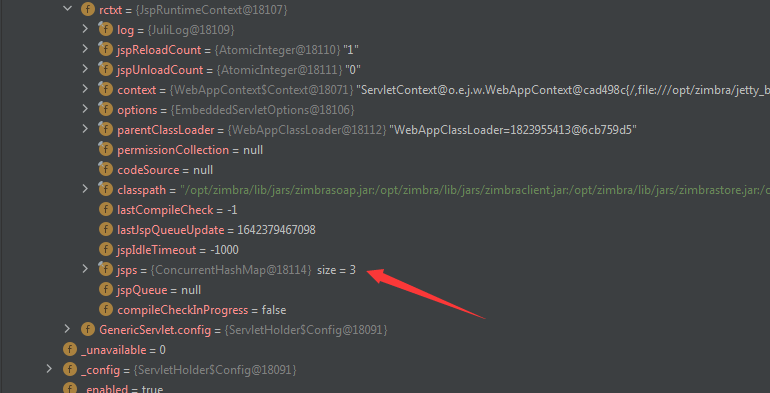 rctxt = {JspRuntimeContext@18107}
log = {JuliLog@18109}
jspReloadCount = {AtomicInteger@18110} "1"
jspUnloadCount = {AtomicInteger@18111} "0"
context = {WebAppContext$Context@18071} "ServletContext@o.e.j.w.WebAppContext@cad498c{/,file:///opt/zimbra/jetty_b
options = {EmbeddedServletOptions@18106}
parentClassLoader = {WebAppClassLoader@18112} "WebAppClassLoader=1823955413@6cb759d5"
permissionCollection = null
codeSource = null
classpath = "/opt/zimbra/lib/jars/zimbrasoap.jar:/opt/zimbra/lib/jars/zimbraclient.jar:/opt/zimbra/lib/jars/zimbrastore.jar:/o
lastCompileCheck = -1
lastJspQueueUpdate = 1642379467098
jspIdleTimeout = -1000
jsps = {ConcurrentHashMap@18114} size = 3
jspQueue = null
compileCheckInProgress = false
GenericServlet.config = {ServletHolder$Config@18091}
_unavailable = 0
_config = {ServletHolder$Config@18091}
_enabled = true